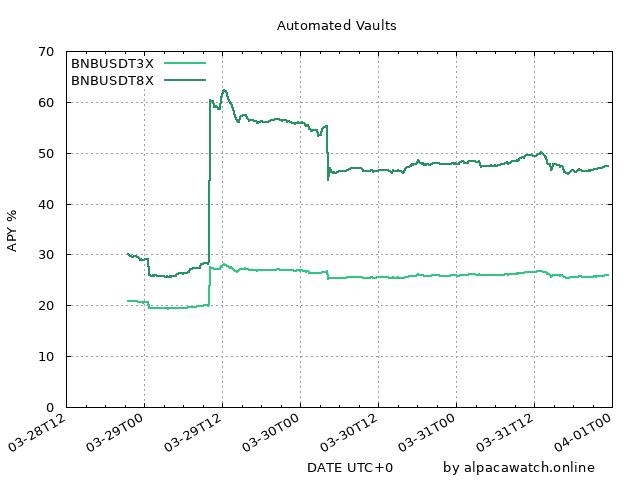 Automated Vaults
BNBUSDT3X
BNBUSDT8X
APY %
70
60
50
40
30
20
10
0
03-28T12
03-29T00
03-29T12
03-30T00
03-30T12
03-31T00
03-31T12
04-01T00
DATE UTC+0
by alpacawatch.online